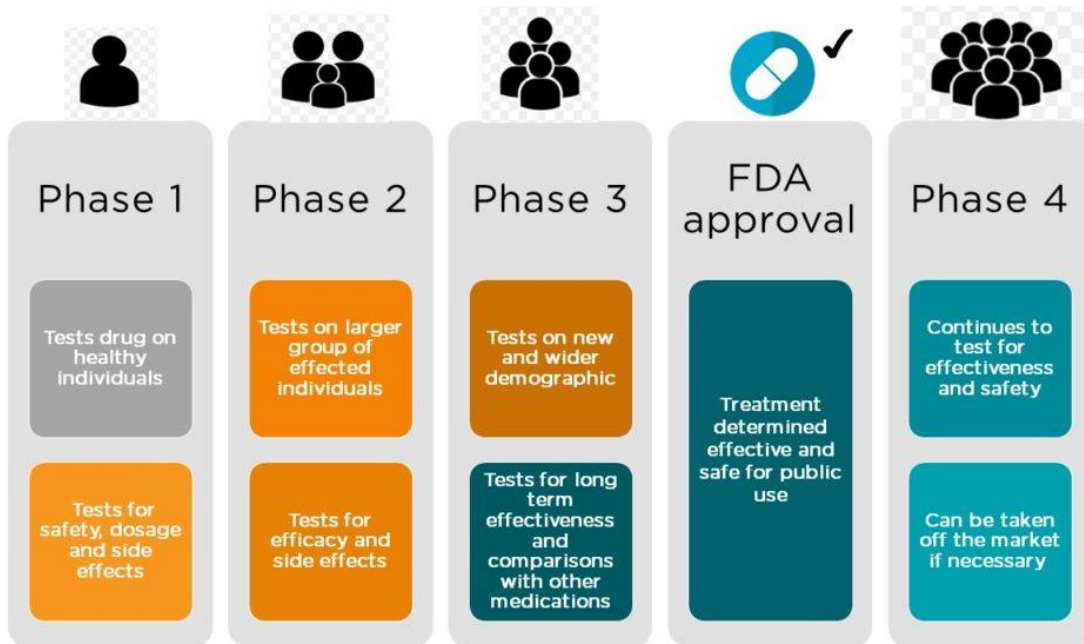 Phase 1
Tests drug on
healthy
individuals
Tests for
safety, dosage
and side
effects
Phase 2
Tests on larger
group of
effected
individuals
Tests for
efficacy and
side effects
Phase 3
Tests on new
and wider
demographic
Tests for long
term
effectiveness
and
comparisons
with other
medications
FDA
approval
Treatment
determined
effective and
safe for public
use
Phase 4
Continues to
test for
effectiveness
and safety
Can be taken
off the market
if necessary